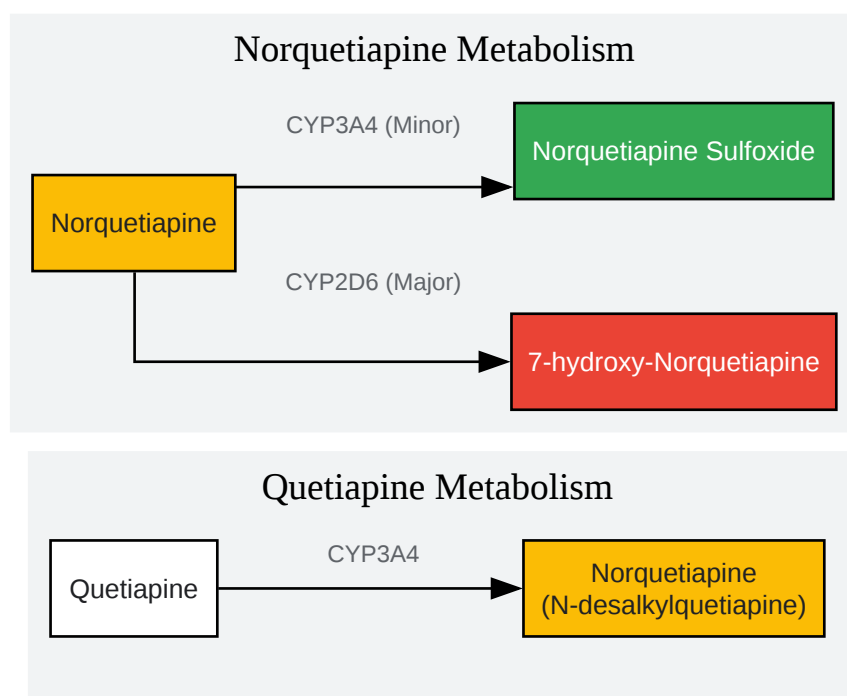 Norquetiapine Metabolism
CYP3A4 (Minor)
Norquetiapine Sulfoxide
Norquetiapine
CYP2D6 (Major)
7-hydroxy-Norquetiapine
Quetiapine Metabolism
CYP3A4
Quetiapine
Norquetiapine
(N-desalkylquetiapine)